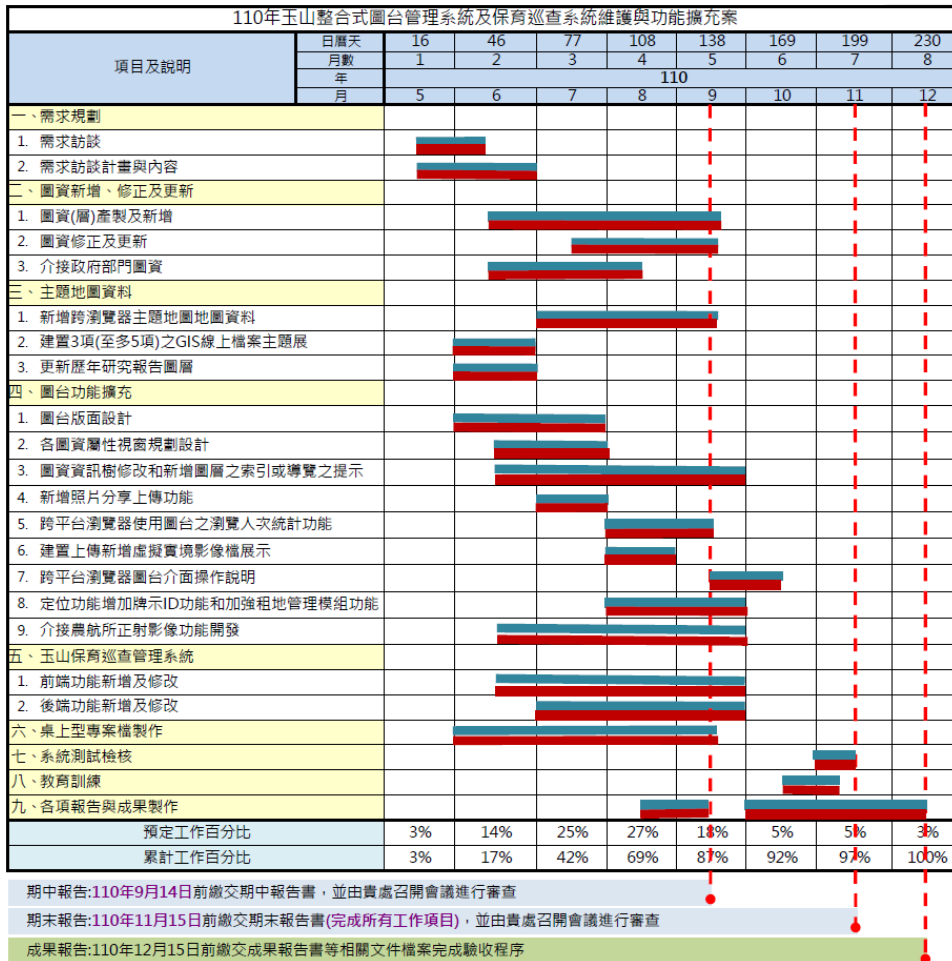 110年玉山整合式圖台管理系統及保育巡查系統維護與功能擴充案
項目及說明
日曆天 16 46 77 108 138 169 199 230
月數 1 2 3 4 5 6 7 8
年 110
月 5 6 7 8 9 10 11 12
一、需求規劃
1. 需求訪談
2. 需求訪談計畫與內容
二、圖資新增、修正及更新
1. 圖資(層)產製及新增
2. 圖資修正及更新
3. 介接政府部門圖資
三、主題地圖資料
1. 新增跨瀏覽器主題地圖地圖資料
2. 建置3項(至多5項)之GIS線上檔案主題展
3. 更新歷年研究報告圖層
四、圖台功能擴充
1. 圖台版面設計
2. 各圖資屬性視窗規劃設計
3. 圖資資訊樹修改和新增圖層之索引或導覽之提示
4. 新增照片分享上傳功能
5. 跨平台瀏覽器使用圖台之瀏覽人次統計功能
6. 建置上傳新增虛擬實境影像檔展示
7. 跨平台瀏覽器圖台介面操作說明
8. 定位功能增加牌示ID功能和加強租地管理模組功能
9. 介接農航所正射影像功能開發
五、玉山保育巡查管理系統
1. 前端功能新增及修改
2. 後端功能新增及修改
六、桌上型專案檔製作
七、系統測試檢核
八、教育訓練
九、各項報告與成果製作
預定工作百分比 3% 14% 25% 27% 18% 5% 5% 3%
累計工作百分比 3% 17% 42% 69% 87% 92% 97% 100%
期中報告:110年9月14日前繳交期中報告書，並由貴處召開會議進行審查
期末報告:110年11月15日前繳交期末報告書(完成所有工作項目)，並由貴處召開會議進行審查
成果報告:110年12月15日前繳交成果報告書等相關文件檔案完成驗收程序